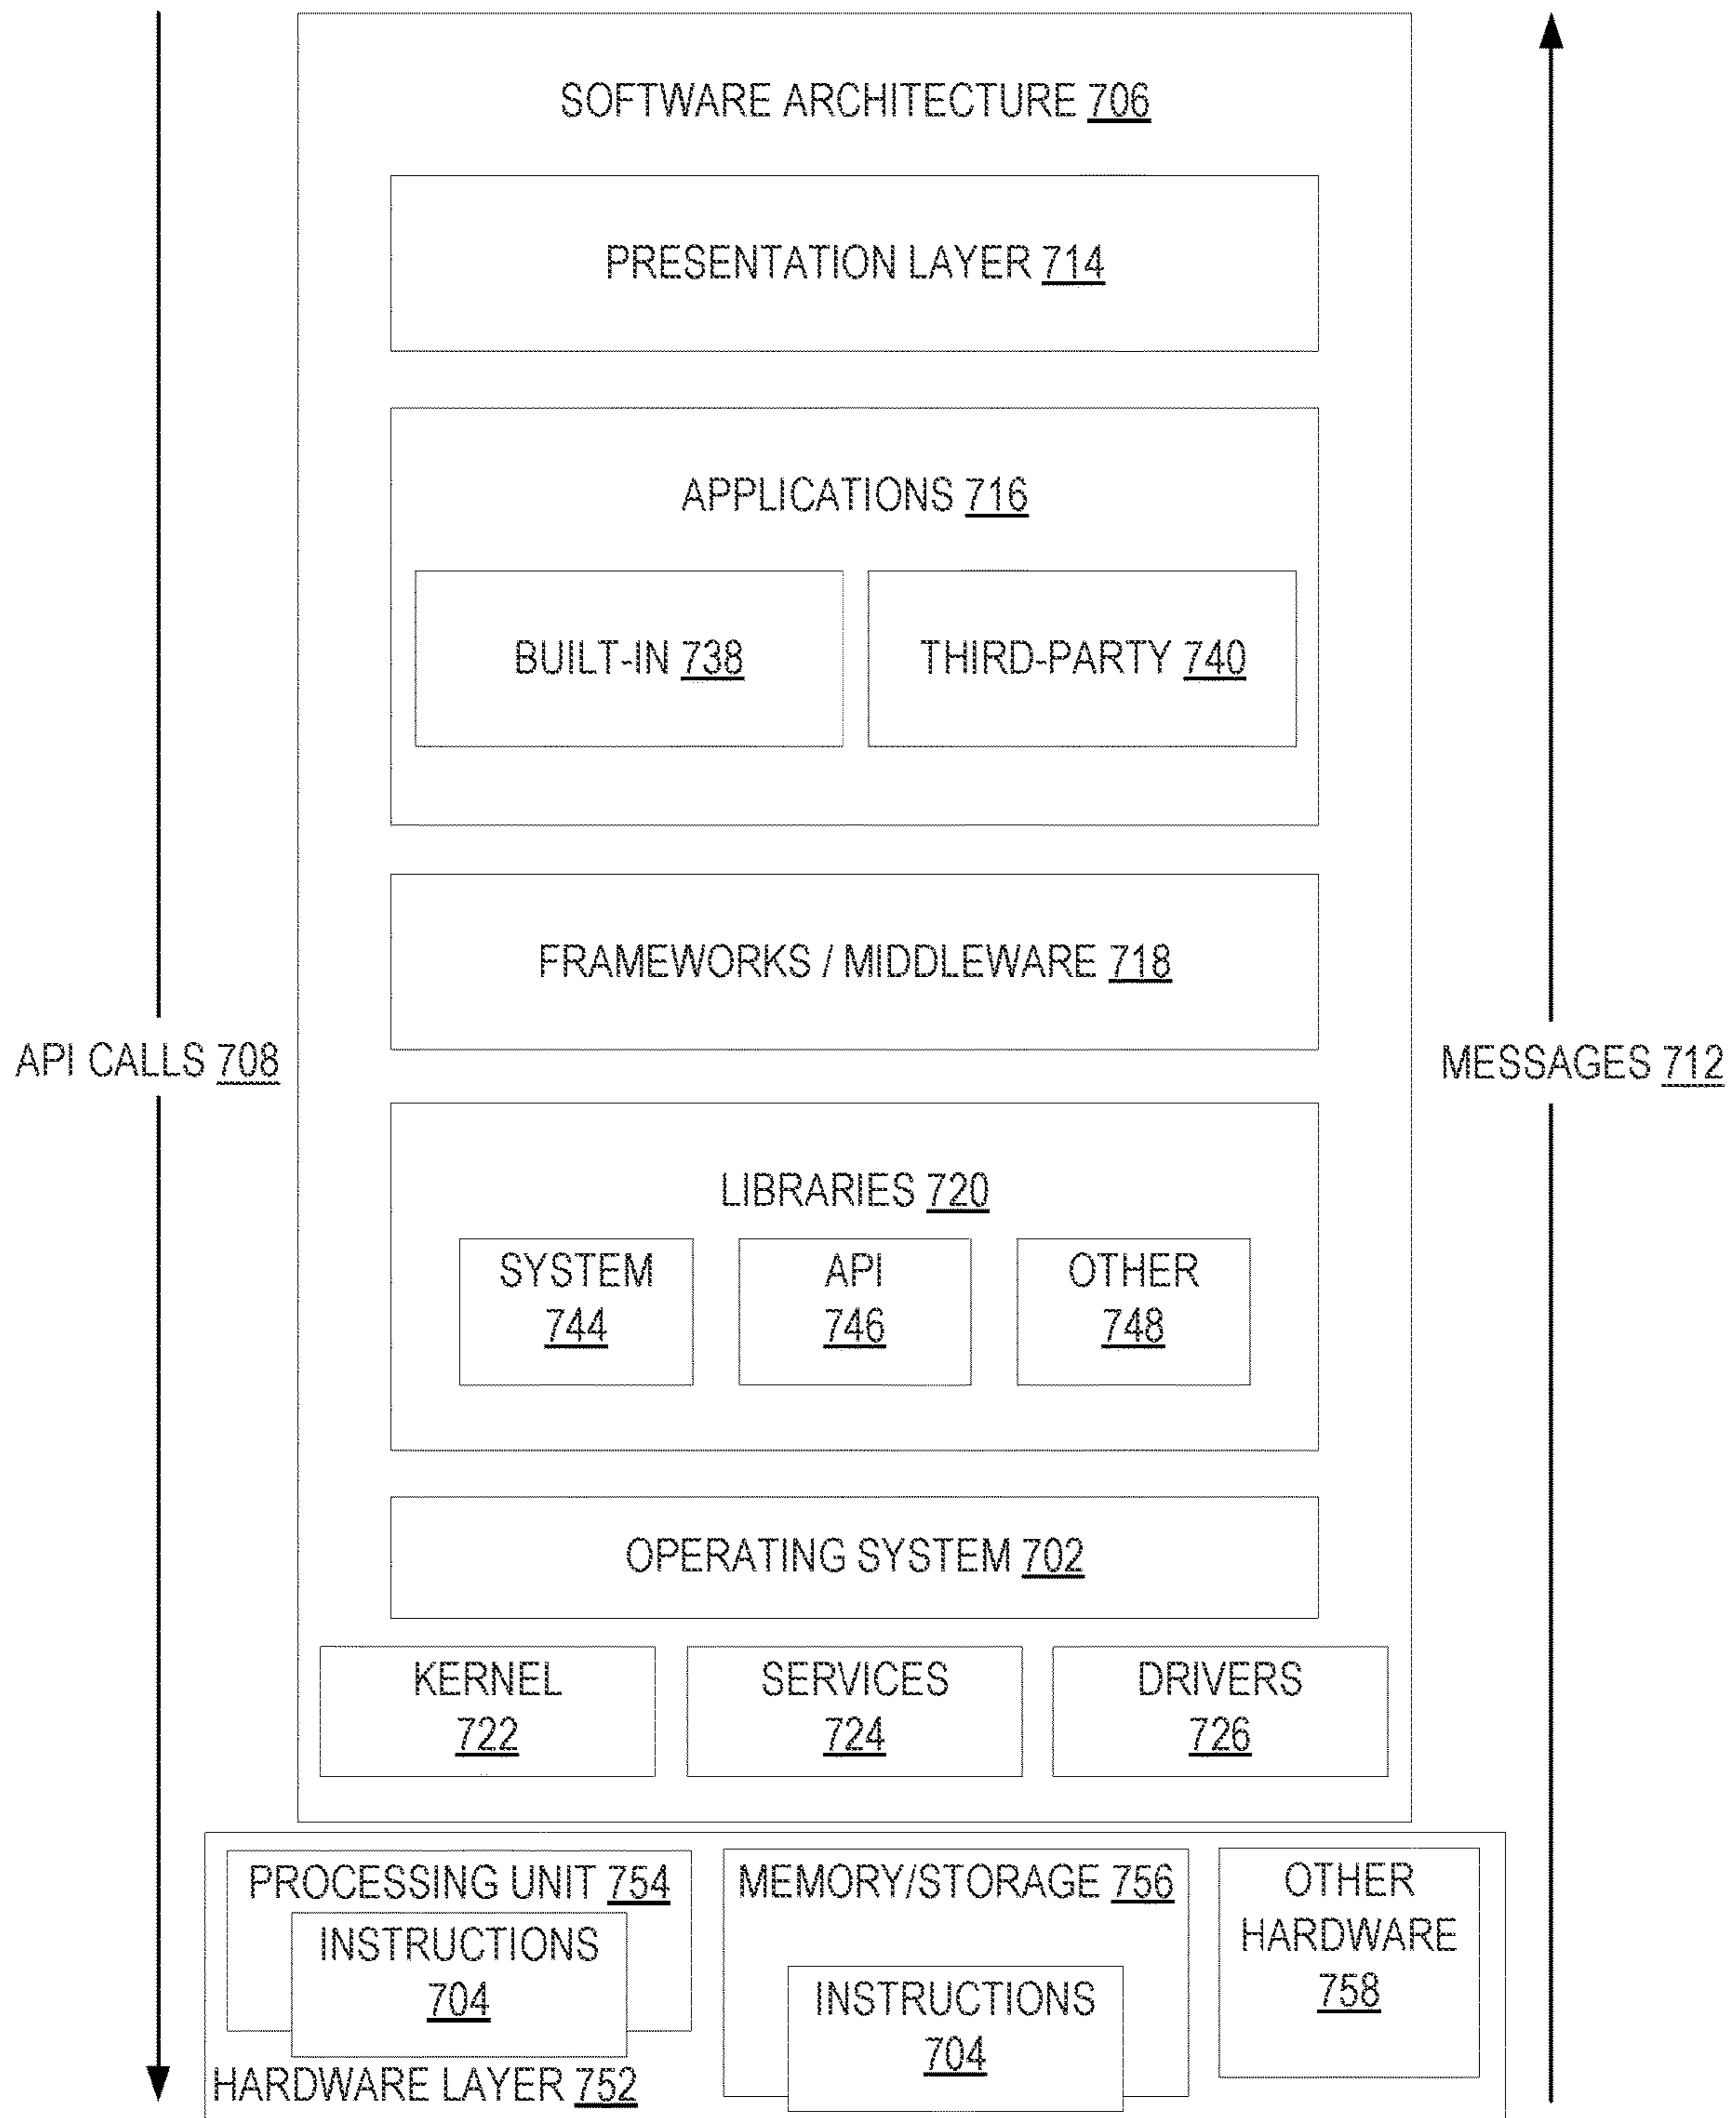 SOFTWARE ARCHITECTURE 706
PRESENTATION LAYER 714
APPLICATIONS 716
BUILT-IN 738
THIRD-PARTY 740
FRAMEWORKS / MIDDLEWARE 718
API CALLS 708
MESSAGES 712
LIBRARIES 720
SYSTEM
744
API
746
OTHER
748
OPERATING SYSTEM 702
KERNEL
722
SERVICES
724
DRIVERS
726
PROCESSING UNIT 754
INSTRUCTIONS
704
MEMORY/STORAGE 756
INSTRUCTIONS
704
OTHER
HARDWARE
758
HARDWARE LAYER 752